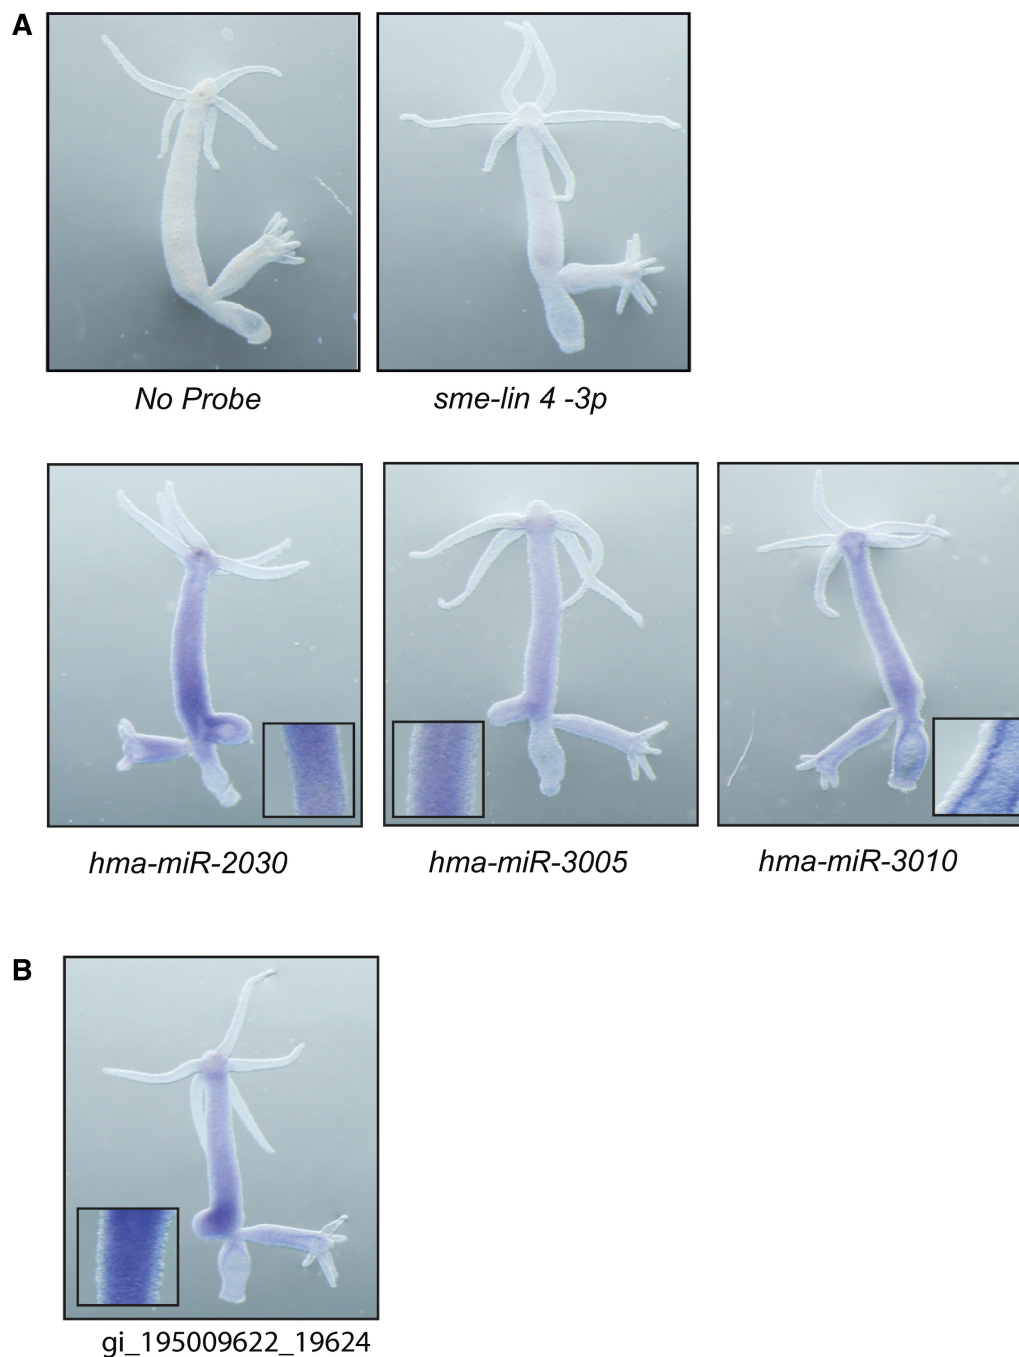 A
No Probe
sme-lin 4 -3p
hma-miR-2030
hma-miR-3005
hma-miR-3010
B
gi_195009622_19624